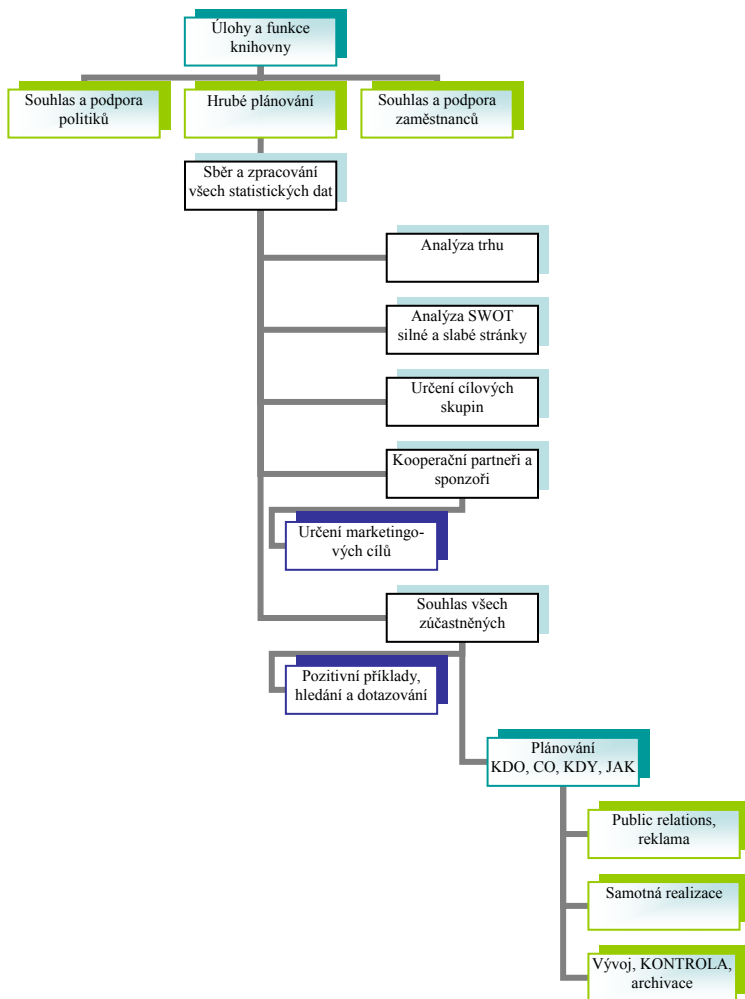 Úlohy a funkce
knihovny
Souhlas a podpora
politiků
Hrubé plánování
Souhlas a podpora
zaměstnanců
Sběr a zpracování
všech statistických dat
Analýza trhu
Analýza SWOT
silné a slabé stránky
Určení cílových
skupin
Kooperační partneři a
sponzoři
Určení marketingo-
vých cílů
Souhlas všech
zúčastněných
Pozitivní příklady,
hledání a dotazování
Plánování
KDO, CO, KDY, JAK
Public relations,
reklama
Samotná realizace
Vývoj, KONTROLA,
archivace